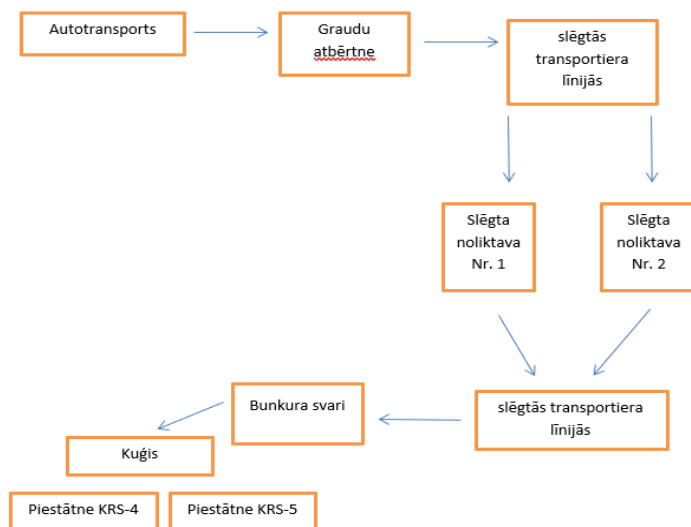 Autotransports
Graudu
atbērtne
slēgtās
transportiera
līnijās
Slēgta
noliktava
Nr. 1
Slēgta
noliktava
Nr. 2
slēgtās transportiera
līnijās
Bunkura svari
Kuģis
Piestātne KRS-4
Piestātne KRS-5